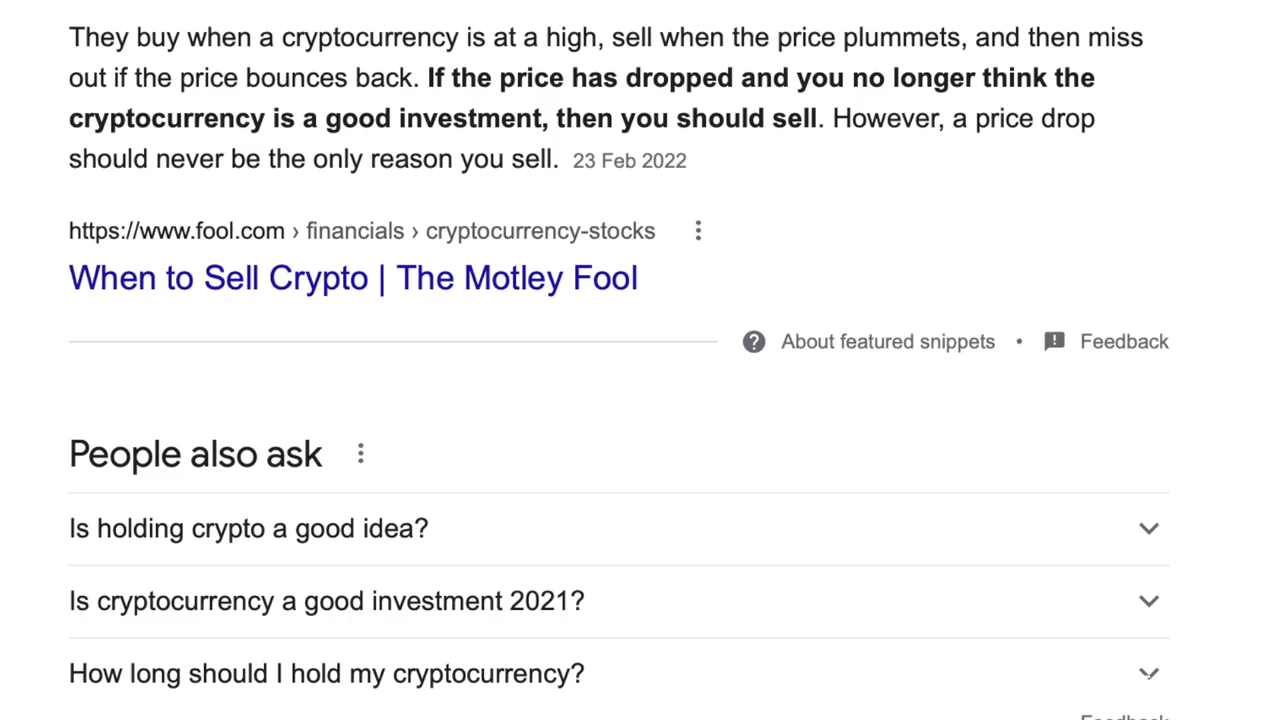 They buy when a cryptocurrency is at a high, sell when the price plummets, and then miss
out if the price bounces back. If the price has dropped and you no longer think the
cryptocurrency is a good investment, then you should sell. However, a price drop
should never be the only reason you sell. 23 Feb 2022
https://www.fool.com › financials › cryptocurrency-stocks
When to Sell Crypto | The Motley Fool
About featured snippets • Feedback
People also ask
Is holding crypto a good idea?
Is cryptocurrency a good investment 2021?
How long should I hold my cryptocurrency?
Feedback